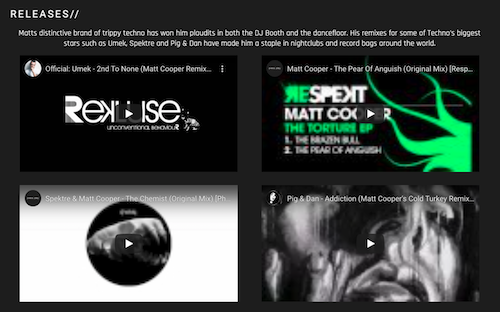 RELEASES//
Matts distinctive brand of trippy techno has won him plaudits in both the DJ Booth and the dancefloor. His remixes for some of Techno's biggest
stars such as Umek, Spektre and Pig & Dan have made him a staple in nightclubs and record bags around the world.
Official: Umek - 2nd To None (Matt Cooper Remix...
REKLUSE
unconventional behaviouR
Matt Cooper - The Pear Of Anguish (Original Mix) [Resp...
RESPEKT
MATT COOPER
THE TORTURE EP
1. THE BRAZEN BULL
2. THE PEAR OF ANGUISH
Spektre & Matt Cooper - The Chemist (Original Mix) [Ph...
Pig & Dan - Addiction (Matt Cooper's Cold Turkey Remix...